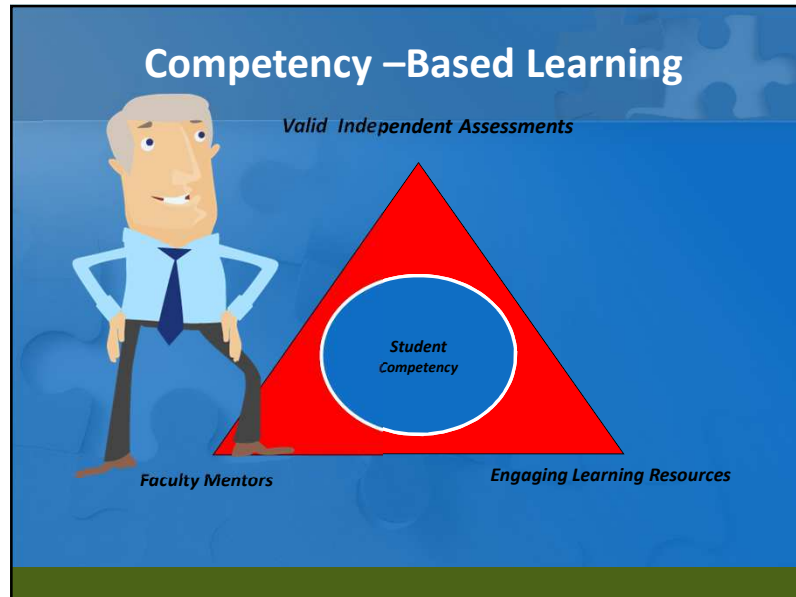 Competency –Based Learning
Valid Independent Assessments
Student
Competency
Faculty Mentors
Engaging Learning Resources